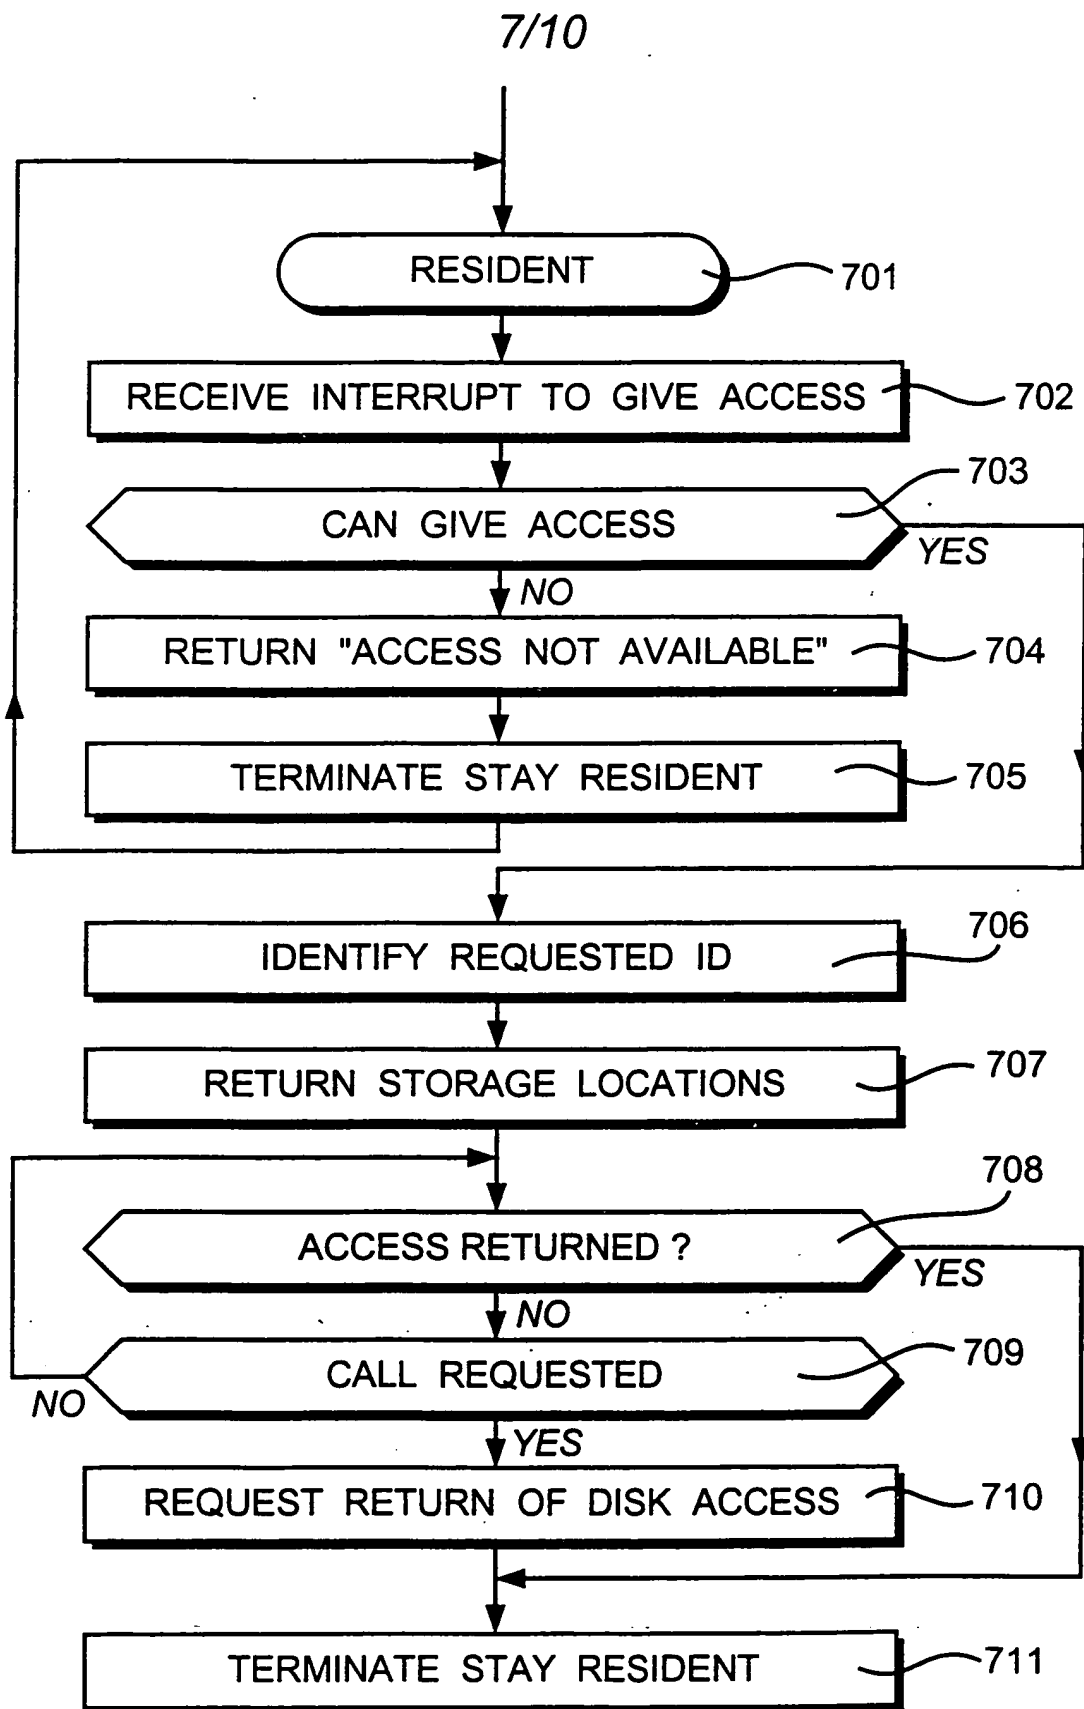 7/10
RESIDENT
701
RECEIVE INTERRUPT TO GIVE ACCESS
702
703
CAN GIVE ACCESS
YES
NO
RETURN "ACCESS NOT AVAILABLE"
704
TERMINATE STAY RESIDENT
705
706
IDENTIFY REQUESTED ID
RETURN STORAGE LOCATIONS
707
708
ACCESS RETURNED ?
YES
NO
CALL REQUESTED
709
NO
YES
REQUEST RETURN OF DISK ACCESS
710
TERMINATE STAY RESIDENT
711